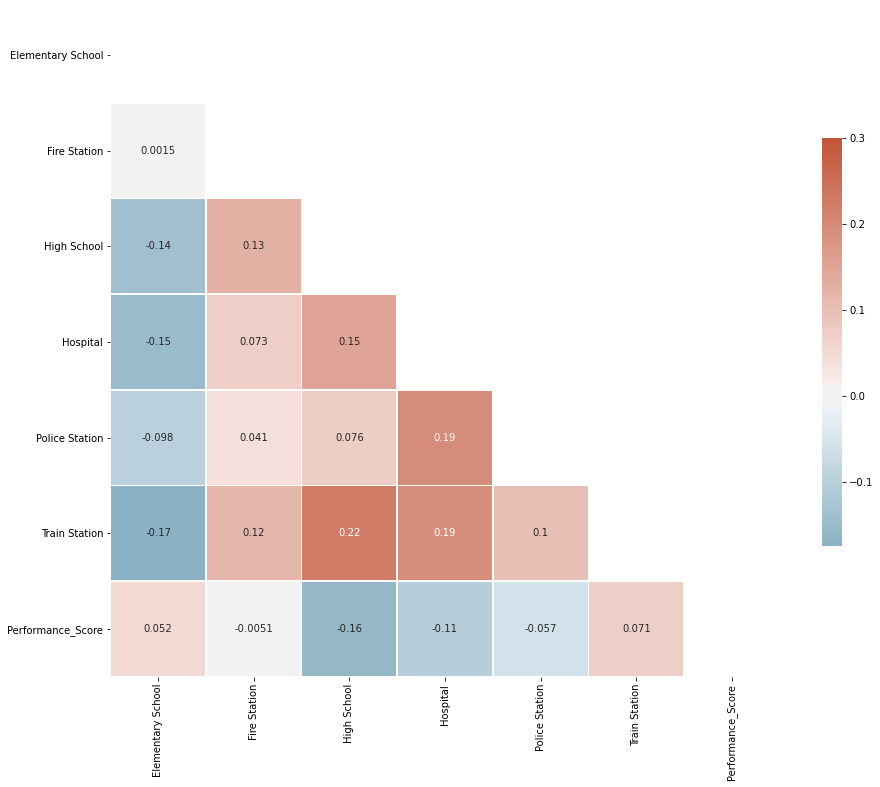 Elementary School
Fire Station
0.0015
High School
-0.14
0.13
Hospital
-0.15
0.073
0.15
Police Station
-0.098
0.041
0.076
0.19
Train Station
-0.17
0.12
0.22
0.19
0.1
Performance_Score
0.052
-0.0051
-0.16
-0.11
-0.057
0.071
Elementary School
Fire Station
High School
Hospital
Police Station
Train Station
Performance_Score
0.3
0.2
0.1
0.0
−0.1